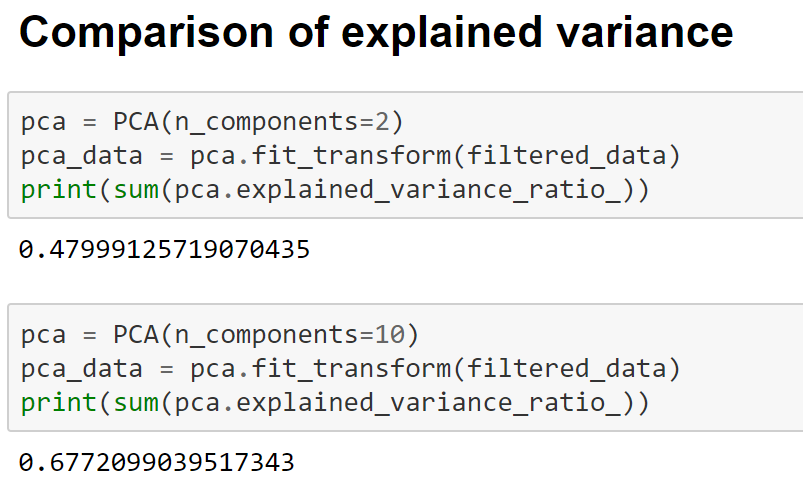 Comparison of explained variance
pca = PCA(n_components=2)
pca_data = pca.fit_transform(filtered_data)
print(sum(pca.explained_variance_ratio_))
0.47999125719070435
pca = PCA(n_components=10)
pca_data = pca.fit_transform(filtered_data)
print(sum(pca.explained_variance_ratio_))
0.6772099039517343